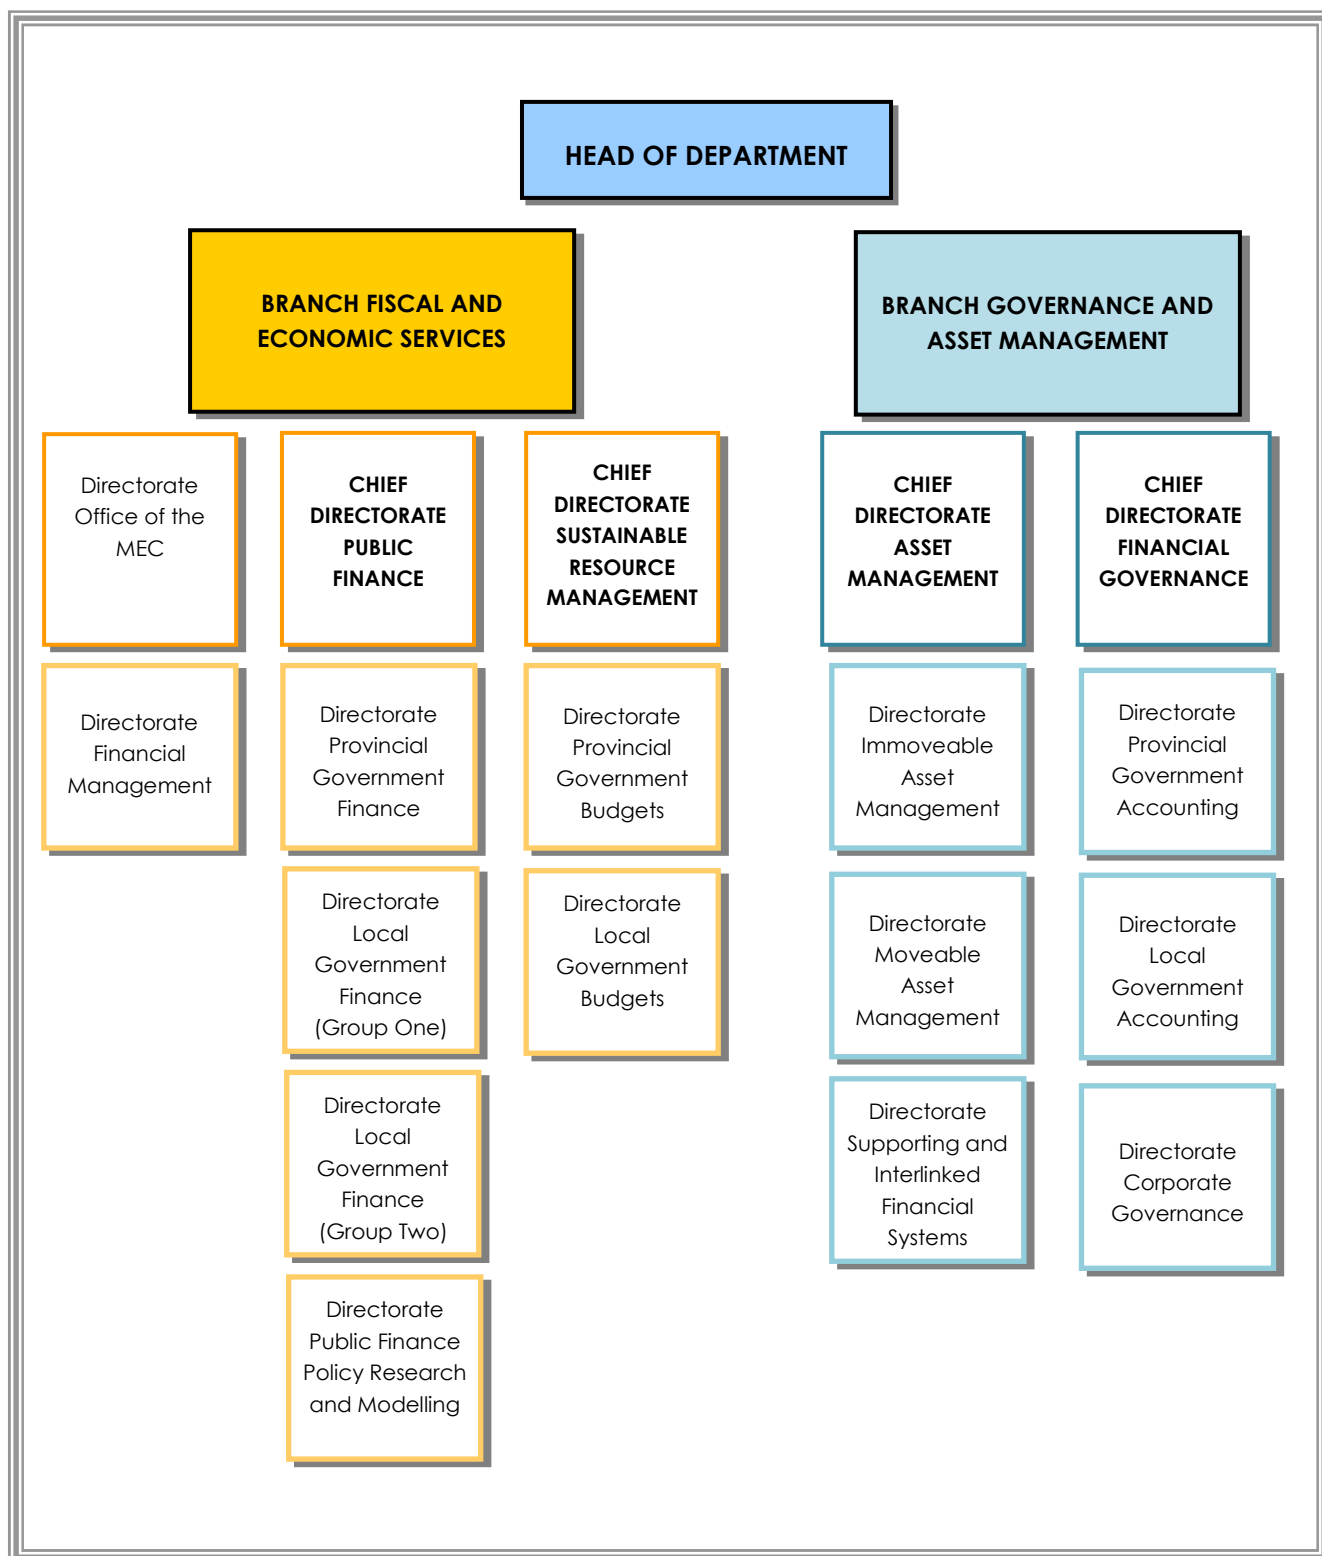 HEAD OF DEPARTMENT
BRANCH FISCAL AND
ECONOMIC SERVICES
BRANCH GOVERNANCE AND
ASSET MANAGEMENT
Directorate
Office of the
MEC
CHIEF
DIRECTORATE
PUBLIC
FINANCE
CHIEF
DIRECTORATE
SUSTAINABLE
RESOURCE
MANAGEMENT
CHIEF
DIRECTORATE
ASSET
MANAGEMENT
CHIEF
DIRECTORATE
FINANCIAL
GOVERNANCE
Directorate
Financial
Management
Directorate
Provincial
Government
Finance
Directorate
Provincial
Government
Budgets
Directorate
Immoveable
Asset
Management
Directorate
Provincial
Government
Accounting
Directorate
Local
Government
Finance
(Group One)
Directorate
Local
Government
Budgets
Directorate
Moveable
Asset
Management
Directorate
Local
Government
Accounting
Directorate
Local
Government
Finance
(Group Two)
Directorate
Supporting and
Interlinked
Financial
Systems
Directorate
Corporate
Governance
Directorate
Public Finance
Policy Research
and Modelling